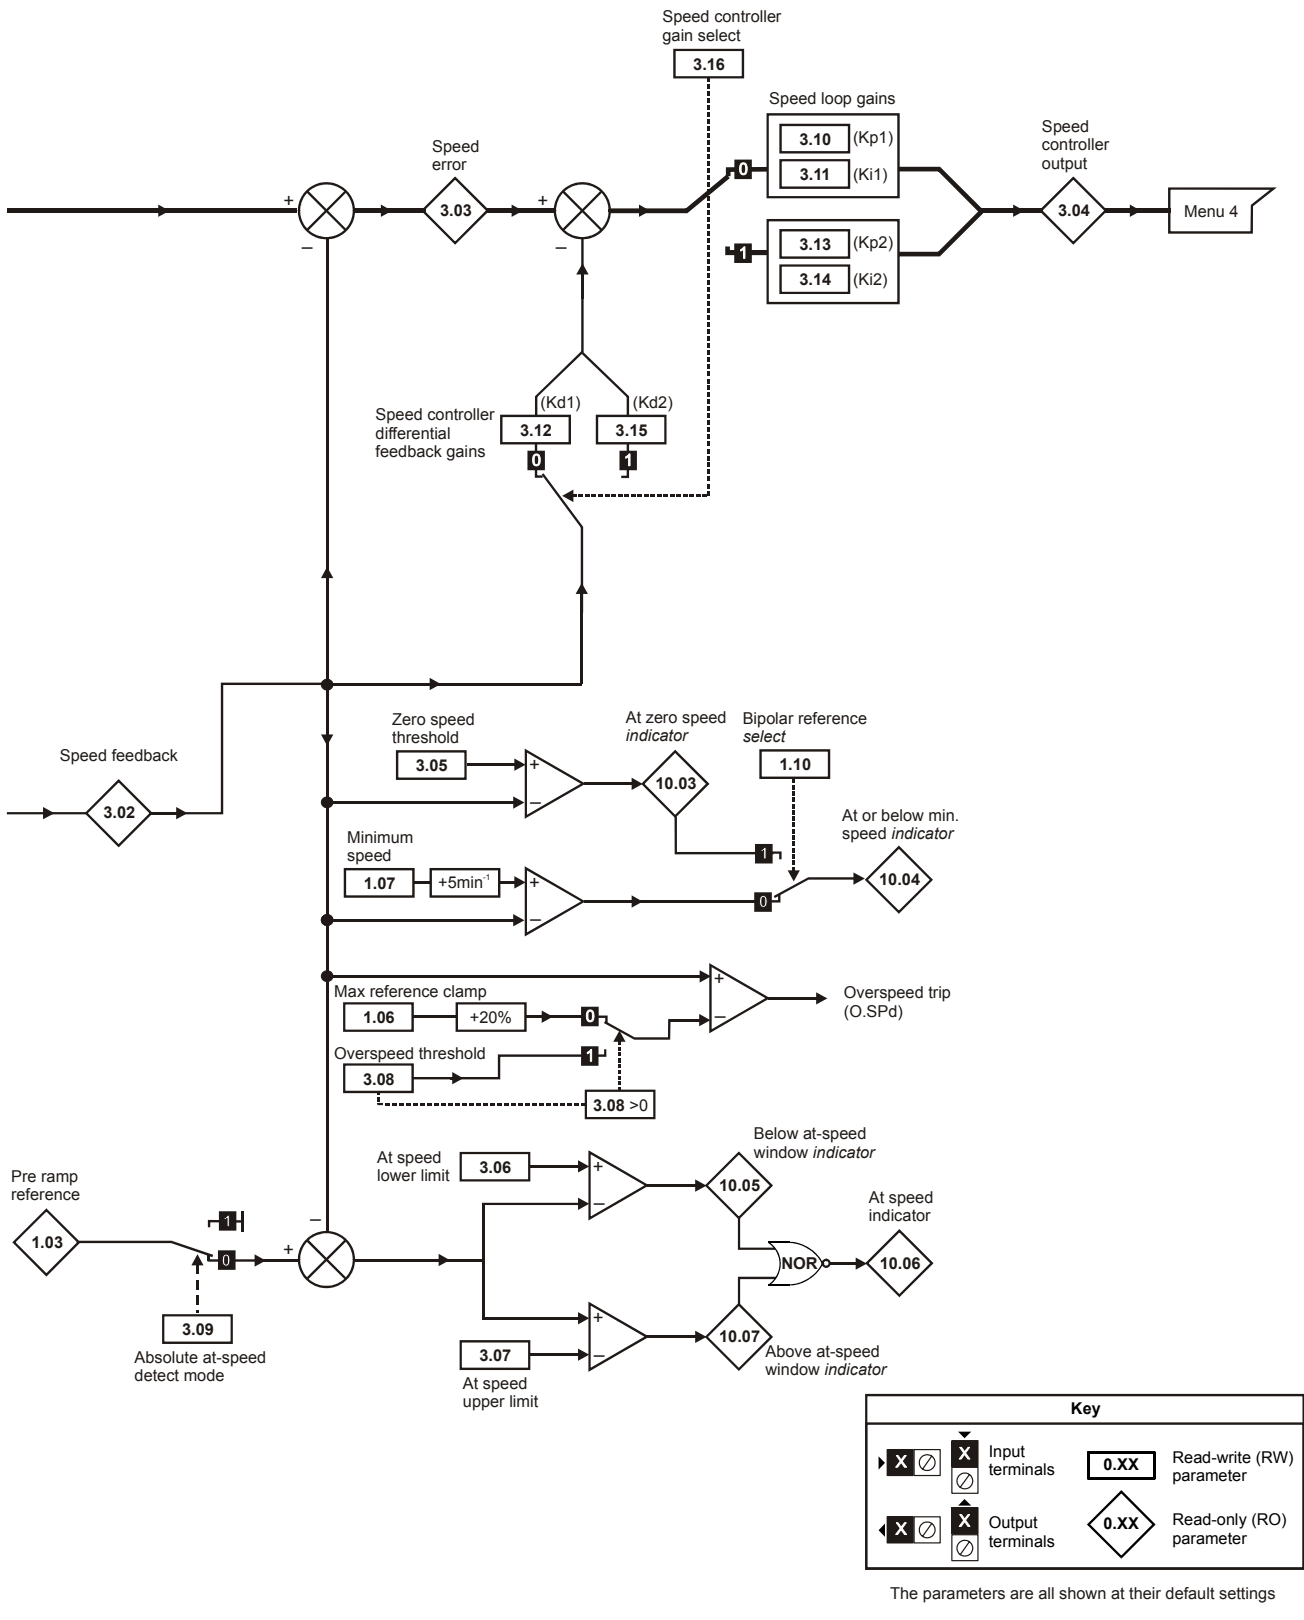 Speed controller
gain select
3.16
Speed loop gains
3.10 (Kp1)
3.11 (Ki1)
Speed
controller
output
Speed
error
+
3.03
+
0
3.04
Menu 4
–
–
1
3.13 (Kp2)
3.14 (Ki2)
(Kd1)
(Kd2)
Speed controller
differential
feedback gains
3.12
3.15
0
1
Zero speed
threshold
3.05
+
–
At zero speed
indicator
10.03
Bipolar reference
select
1.10
Speed feedback
3.02
Minimum
speed
1.07
+5min-1
+
–
1
0
At or below min.
speed indicator
10.04
Max reference clamp
1.06
+20%
0
+
–
Overspeed trip
(O.SPd)
Overspeed threshold
3.08
1
3.08 >0
Pre ramp
reference
1.03
1
0
–
+
3.09
Absolute at-speed
detect mode
At speed
lower limit
3.06
+
–
Below at-speed
window indicator
10.05
NOR
At speed
indicator
10.06
+
–
3.07
At speed
upper limit
10.07
Above at-speed
window indicator
Key
X
X
Input
terminals
0.XX
Read-write (RW)
parameter
X
X
Output
terminals
0.XX
Read-only (RO)
parameter
The parameters are all shown at their default settings